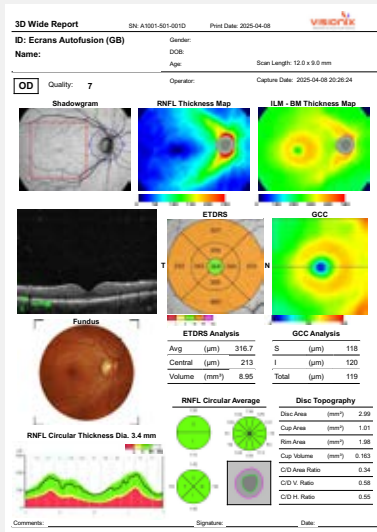 3D Wide Report
SN: A1001-501-001D
Print Date: 2025-04-08
visionix
ID: Ecrans Autofusion (GB)
Gender:
Name:
DOB:
Age:
Scan Length: 12.0 x 9.0 mm
OD
Quality: 7
Operator:
Capture Date: 2025-04-08 20:26:24
Shadowgram
RNFL Thickness Map
ILM - BM Thickness Map
ETDRS
GCC
T
N
Fundus
ETDRS Analysis
Avg (µm) 316.7
Central (µm) 213
Volume (mm³) 8.95
GCC Analysis
S (µm) 118
I (µm) 120
Total (µm) 119
RNFL Circular Average
Disc Topography
Disc Area (mm²) 2.99
Cup Area (mm²) 1.01
Rim Area (mm²) 1.98
Cup Volume (mm³) 0.163
C/D Area Ratio 0.34
C/D V. Ratio 0.58
C/D H. Ratio 0.55
RNFL Circular Thickness Dia. 3.4 mm
Comments:
Signature:
Date: